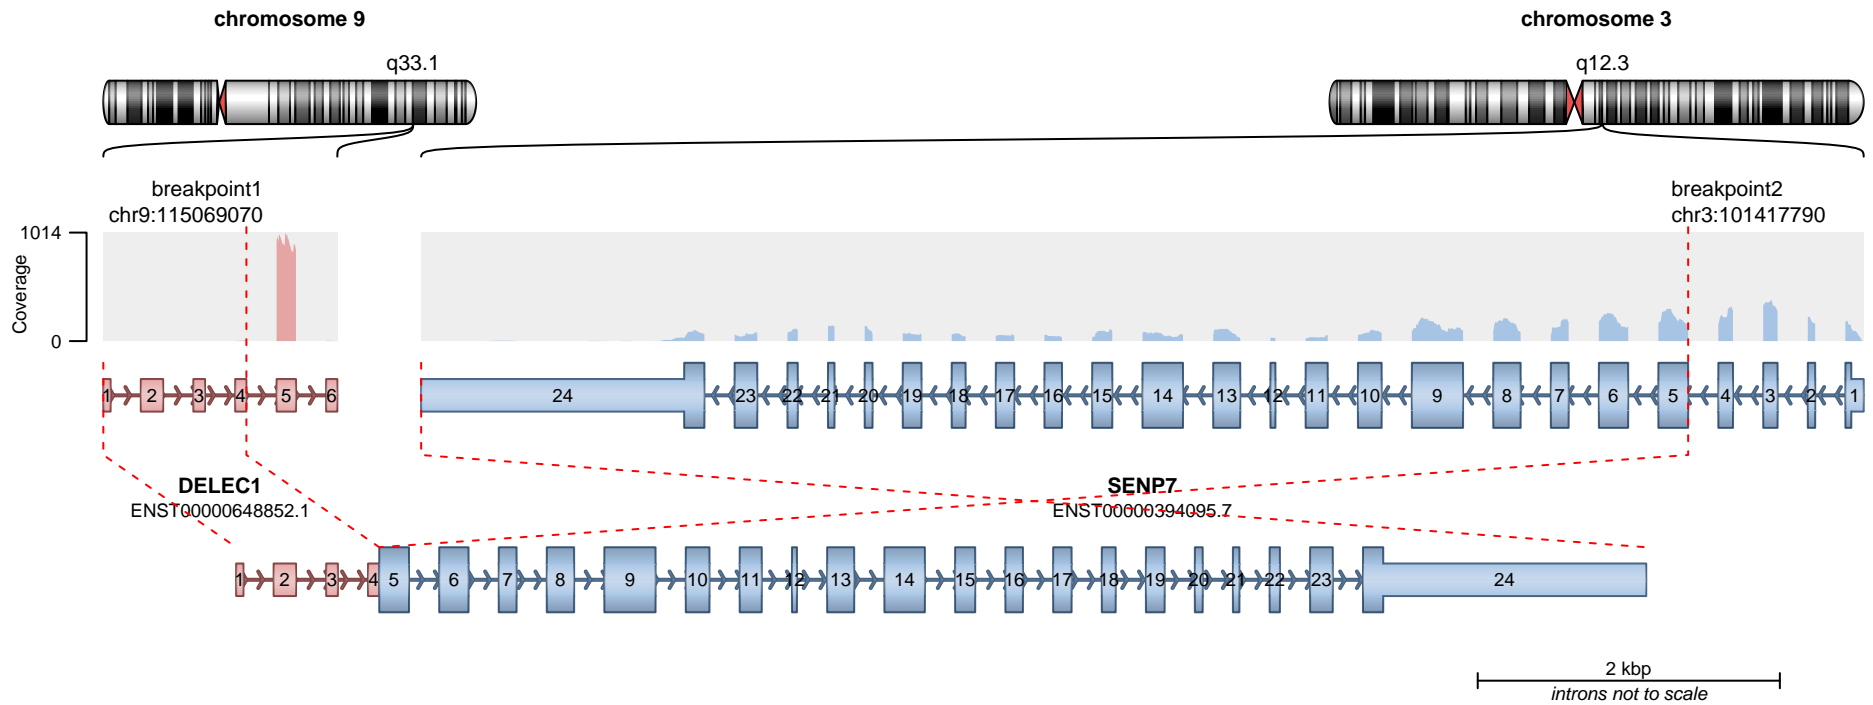 chromosome 9
chromosome 3
q33.1
q12.3
breakpoint1
chr9:115069070
breakpoint2
chr3:101417790
1014
0
Coverage
1 2 3 4 5 6
24 23 22 21 20 19 18 17 16 15 14 13 12 11 10 9 8 7 6 5 4 3 2 1
DELEC1
ENST00000648852.1
SENP7
ENST00000394095.7
1 2 3 4 5 6 7 8 9 10 11 12 13 14 15 16 17 18 19 20 21 22 23 24
2 kbp
introns not to scale